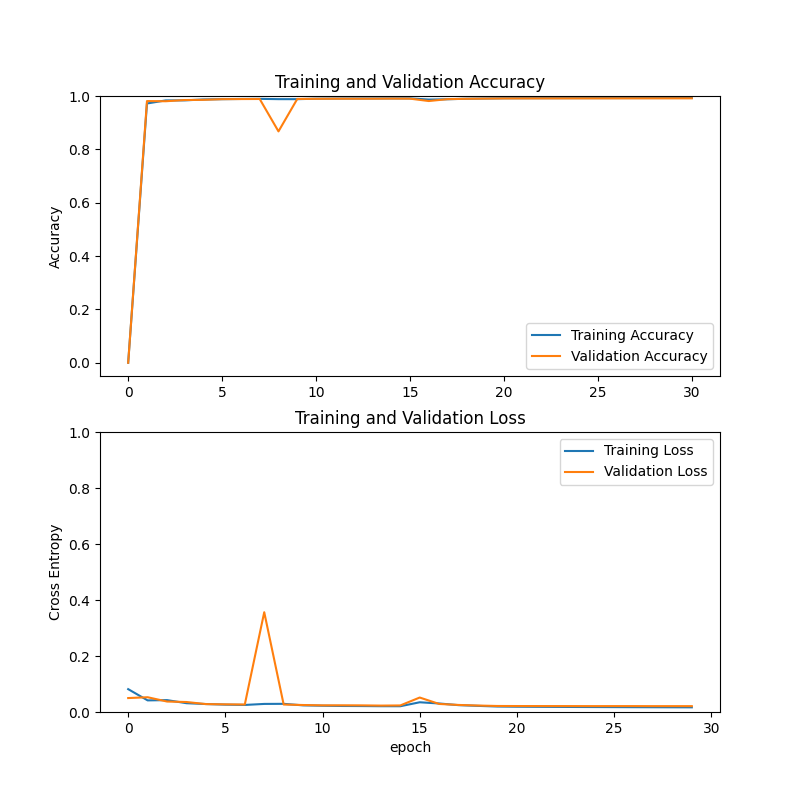 Training and Validation Accuracy
1.0
0.8
0.6
0.4
0.2
0.0
Accuracy
Training Accuracy
Validation Accuracy
0 5 10 15 20 25 30
Training and Validation Loss
1.0
0.8
0.6
0.4
0.2
0.0
Cross Entropy
Training Loss
Validation Loss
0 5 10 15 20 25 30
epoch